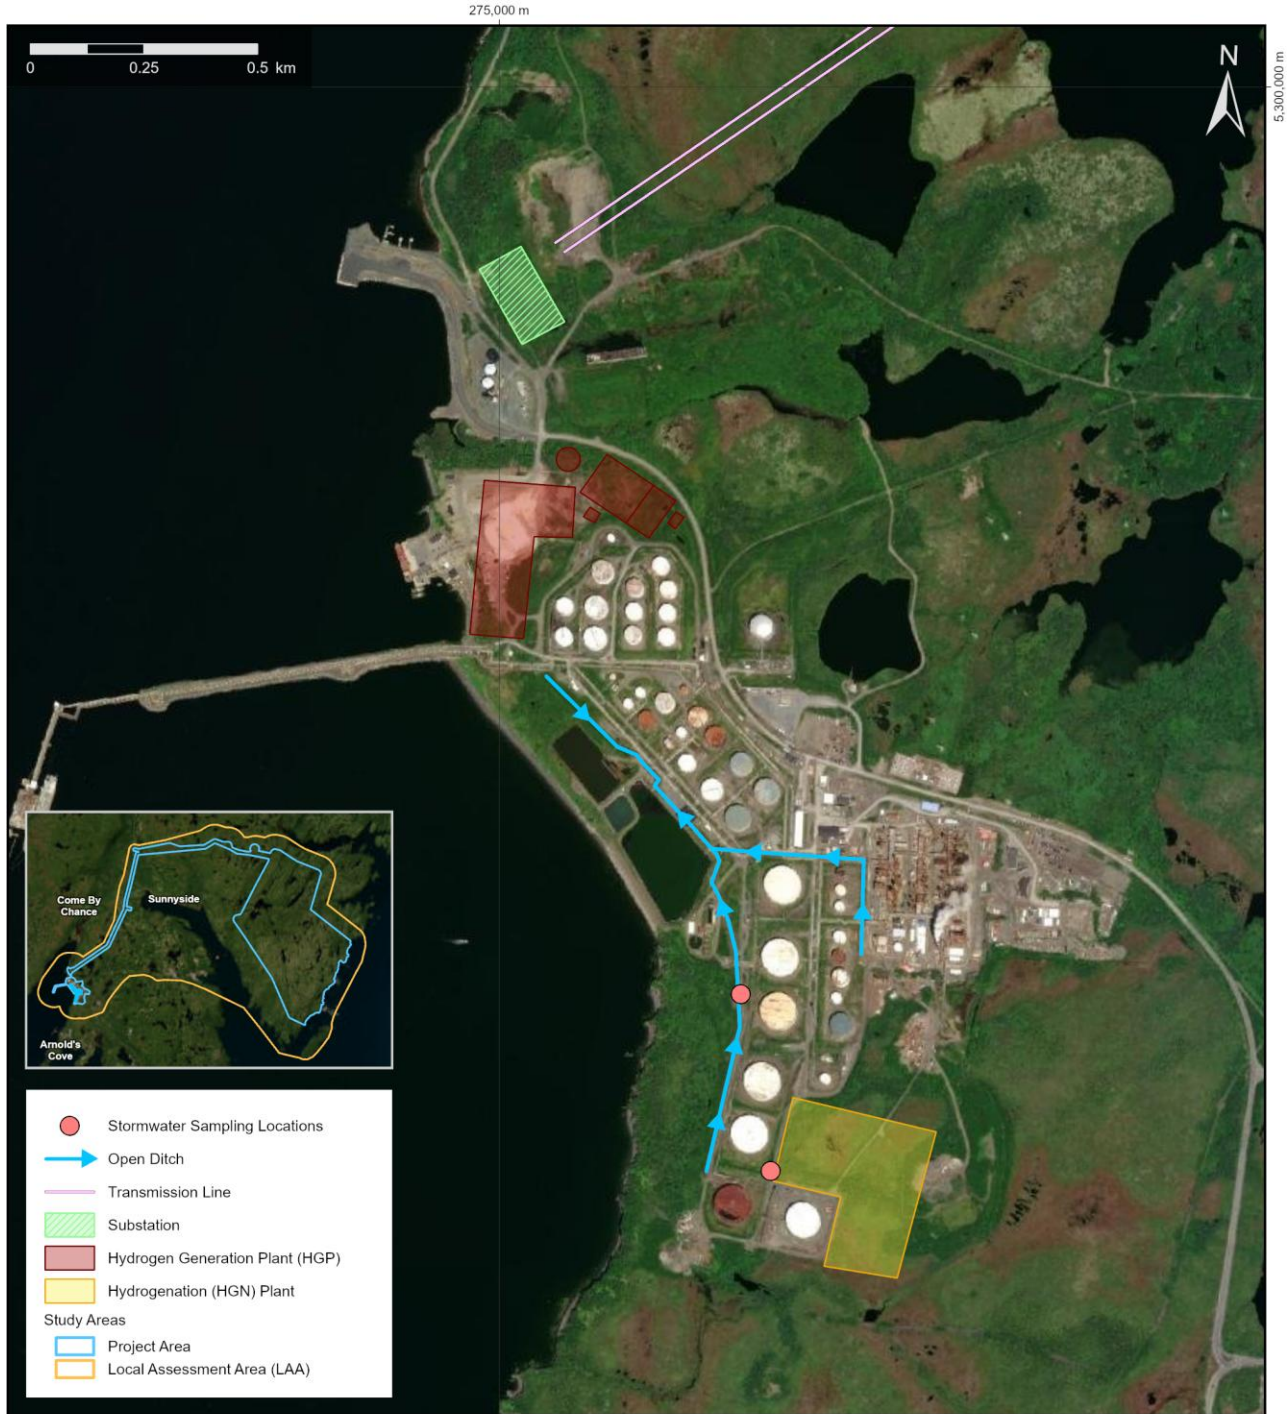 275,000 m
5,300,000 m
0 0.25 0.5 km
N
Come By
Chance
Sunnyside
Arnold's
Cove
Stormwater Sampling Locations
Open Ditch
Transmission Line
Substation
Hydrogen Generation Plant (HGP)
Hydrogenation (HGN) Plant
Study Areas
Project Area
Local Assessment Area (LAA)